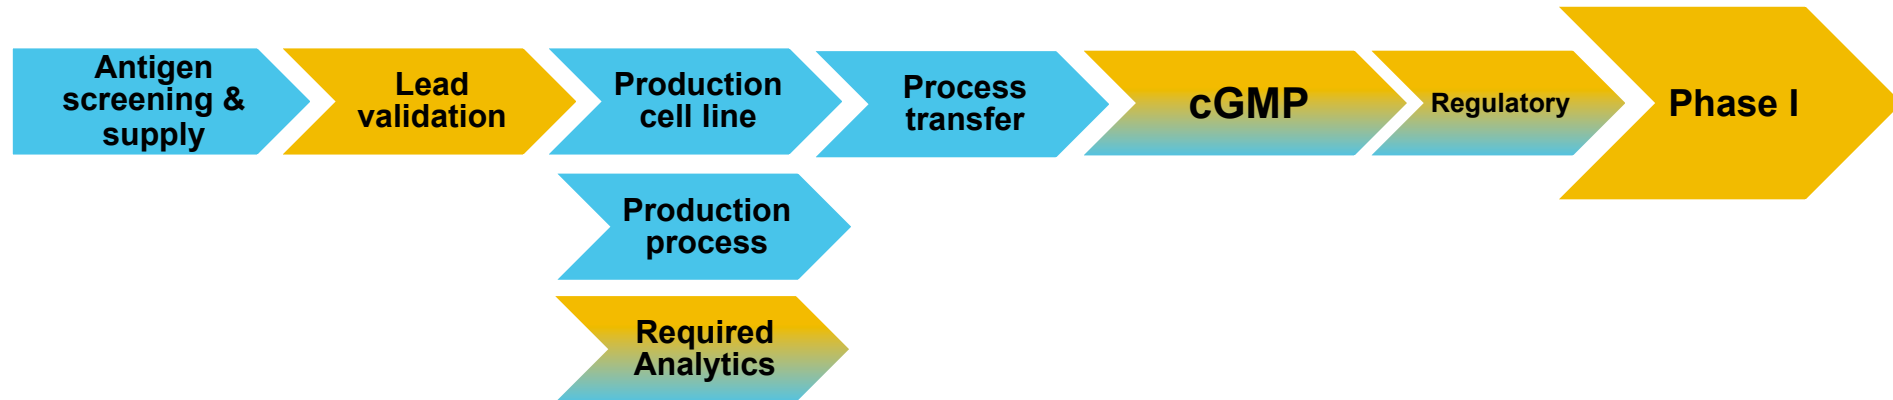 Antigen
screening &
supply
Lead
validation
Production
cell line
Process
transfer
cGMP
Regulatory
Phase I
Production
process
Required
Analytics